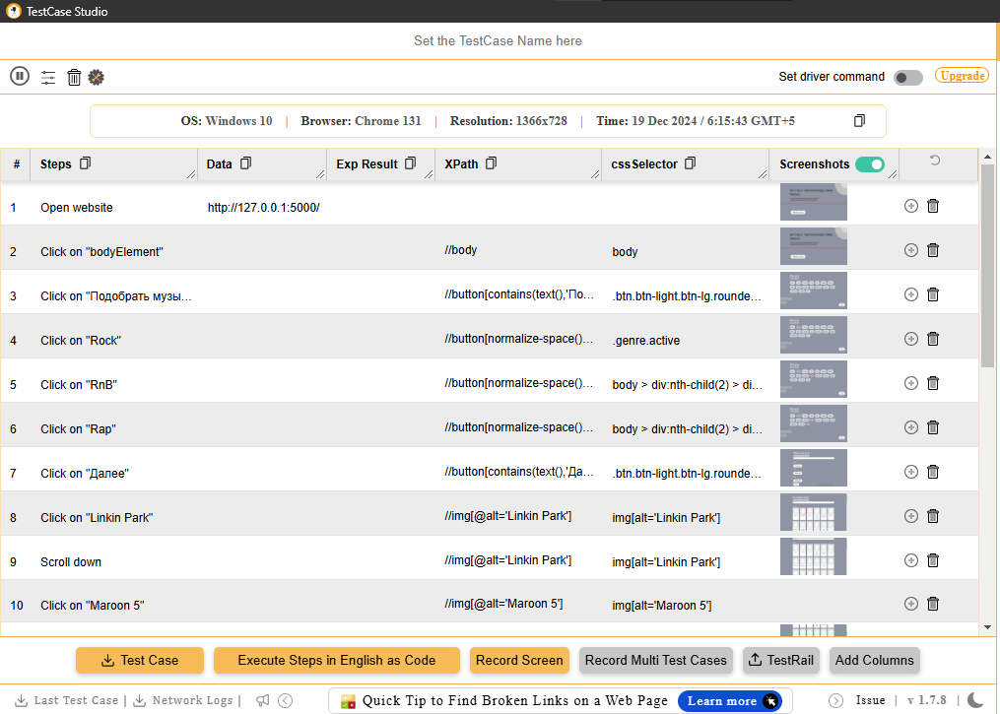 TestCase Studio
Set the TestCase Name here
Set driver command Upgrade
OS: Windows 10 | Browser: Chrome 131 | Resolution: 1366x728 | Time: 19 Dec 2024 / 6:15:43 GMT+5
# Steps Data Exp Result XPath cssSelector Screenshots
1 Open website http://127.0.0.1:5000/
2 Click on "bodyElement" //body body
3 Click on "Подобрать музы... //button[contains(text(),'По... .btn.btn-light.btn-lg.rounde...
4 Click on "Rock" //button[normalize-space()... .genre.active
5 Click on "RnB" //button[normalize-space()... body > div:nth-child(2) > di...
6 Click on "Rap" //button[normalize-space()... body > div:nth-child(2) > di...
7 Click on "Далее" //button[contains(text(),'Да... .btn.btn-light.btn-lg.rounde...
8 Click on "Linkin Park" //img[@alt='Linkin Park'] img[alt='Linkin Park']
9 Scroll down //img[@alt='Linkin Park'] img[alt='Linkin Park']
10 Click on "Maroon 5" //img[@alt='Maroon 5'] img[alt='Maroon 5']
Test Case Execute Steps in English as Code Record Screen Record Multi Test Cases TestRail Add Columns
Last Test Case | Network Logs | Quick Tip to Find Broken Links on a Web Page Learn more Issue | v 1.7.8 |